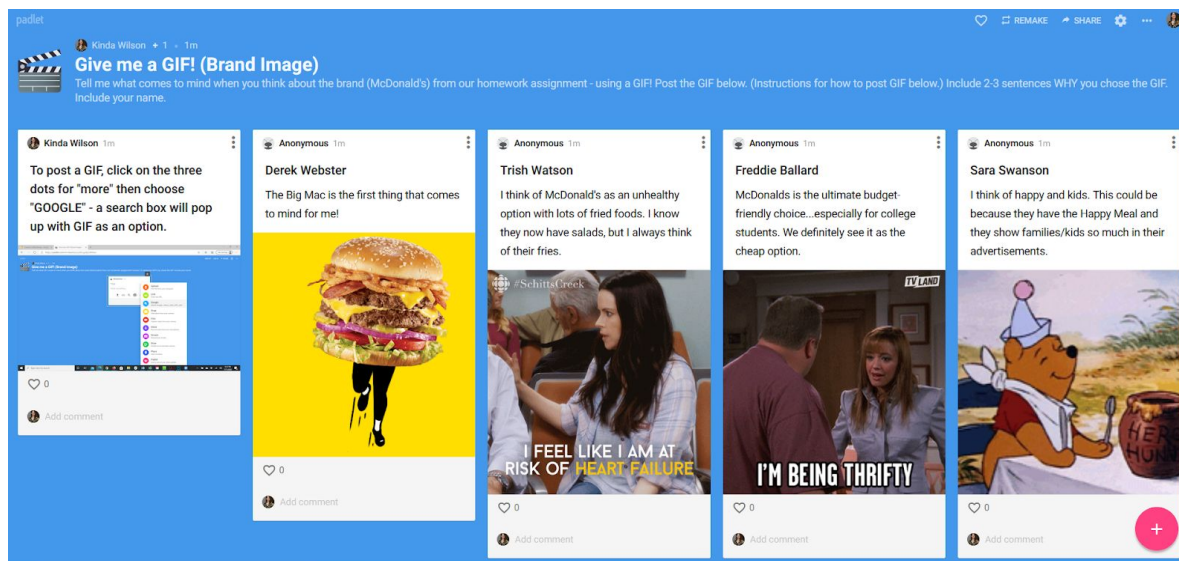 padlet
REMAKE SHARE
Kinda Wilson + 1 • 1m
Give me a GIF! (Brand Image)
Tell me what comes to mind when you think about the brand (McDonald's) from our homework assignment - using a GIF! Post the GIF below. (Instructions for how to post GIF below.) Include 2-3 sentences WHY you chose the GIF.
Include your name.
Kinda Wilson 1m
To post a GIF, click on the three
dots for "more" then choose
"GOOGLE" - a search box will pop
up with GIF as an option.
Give me a GIF! (Brand Image)
0
Add comment
Anonymous 1m
Derek Webster
The Big Mac is the first thing that comes
to mind for me!
0
Add comment
Anonymous 1m
Trish Watson
I think of McDonald's as an unhealthy
option with lots of fried foods. I know
they now have salads, but I always think
of their fries.
#SchittsCreek
I FEEL LIKE I AM AT
RISK OF HEART FAILURE
0
Add comment
Anonymous 1m
Freddie Ballard
McDonalds is the ultimate budget-
friendly choice...especially for college
students. We definitely see it as the
cheap option.
TV LAND
I'M BEING THRIFTY
0
Add comment
Anonymous 1m
Sara Swanson
I think of happy and kids. This could be
because they have the Happy Meal and
they show families/kids so much in their
advertisements.
0
Add comment